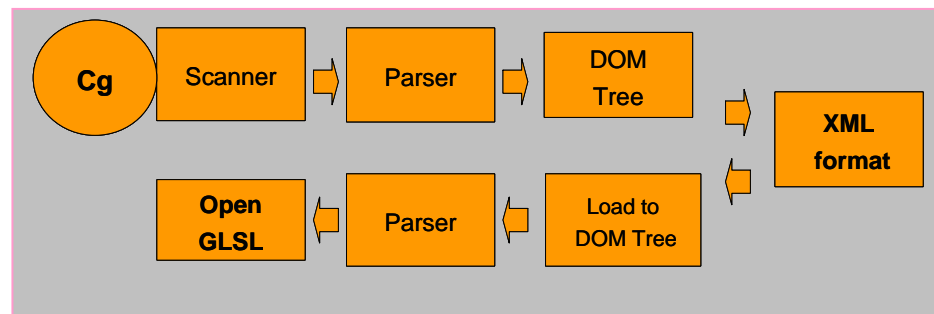 Cg
Scanner
Parser
DOM
Tree
XML
format
Open
GLSL
Parser
Load to
DOM Tree